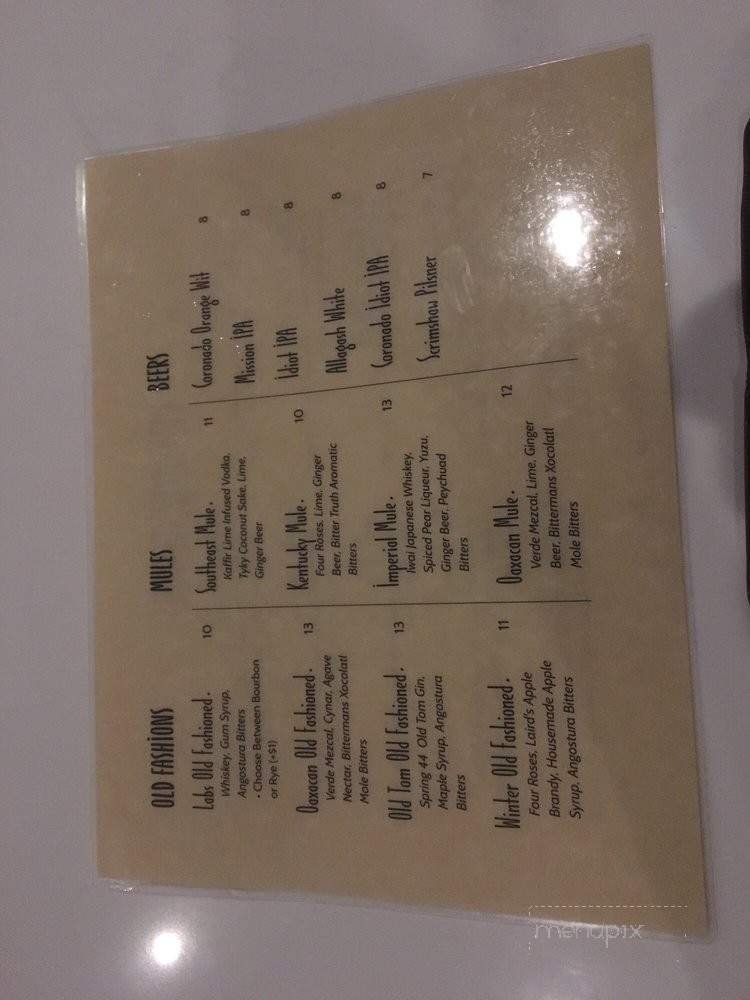 OLD FASHIONS
Labs Old Fashioned. 10
Whiskey, Gum Syrup,
Angostura Bitters
• Choose Between Bourbon
or Rye (+$1)
Oaxacan Old Fashioned. 13
Verde Mezcal, Cynar, Agave
Nectar, Bittermans Xocolatl
Mole Bitters
Old Tom Old Fashioned. 13
Spring 44 Old Tom Gin,
Maple Syrup, Angostura
Bitters
Winter Old Fashioned. 11
Four Roses, Laird's Apple
Brandy, Housemade Apple
Syrup, Angostura Bitters
MULES
Southeast Mule. 11
Kaffir Lime Infused Vodka,
Tyky Coconut Sake, Lime,
Ginger Beer
Kentucky Mule. 10
Four Roses, Lime, Ginger
Beer, Bitter Truth Aromatic
Bitters
Imperial Mule. 13
Iwai Japanese Whiskey,
Spiced Pear Liqueur, Yuzu,
Ginger Beer, Peychuad
Bitters
Oaxacan Mule. 12
Verde Mezcal, Lime, Ginger
Beer, Bittermans Xocolatl
Mole Bitters
BEERS
Coronado Orange Wit 8
Mission IPA 8
Idiot IPA 8
Allagash White 8
Coronado Idiot IPA 8
Scrimshaw Pilsner 7
menupix